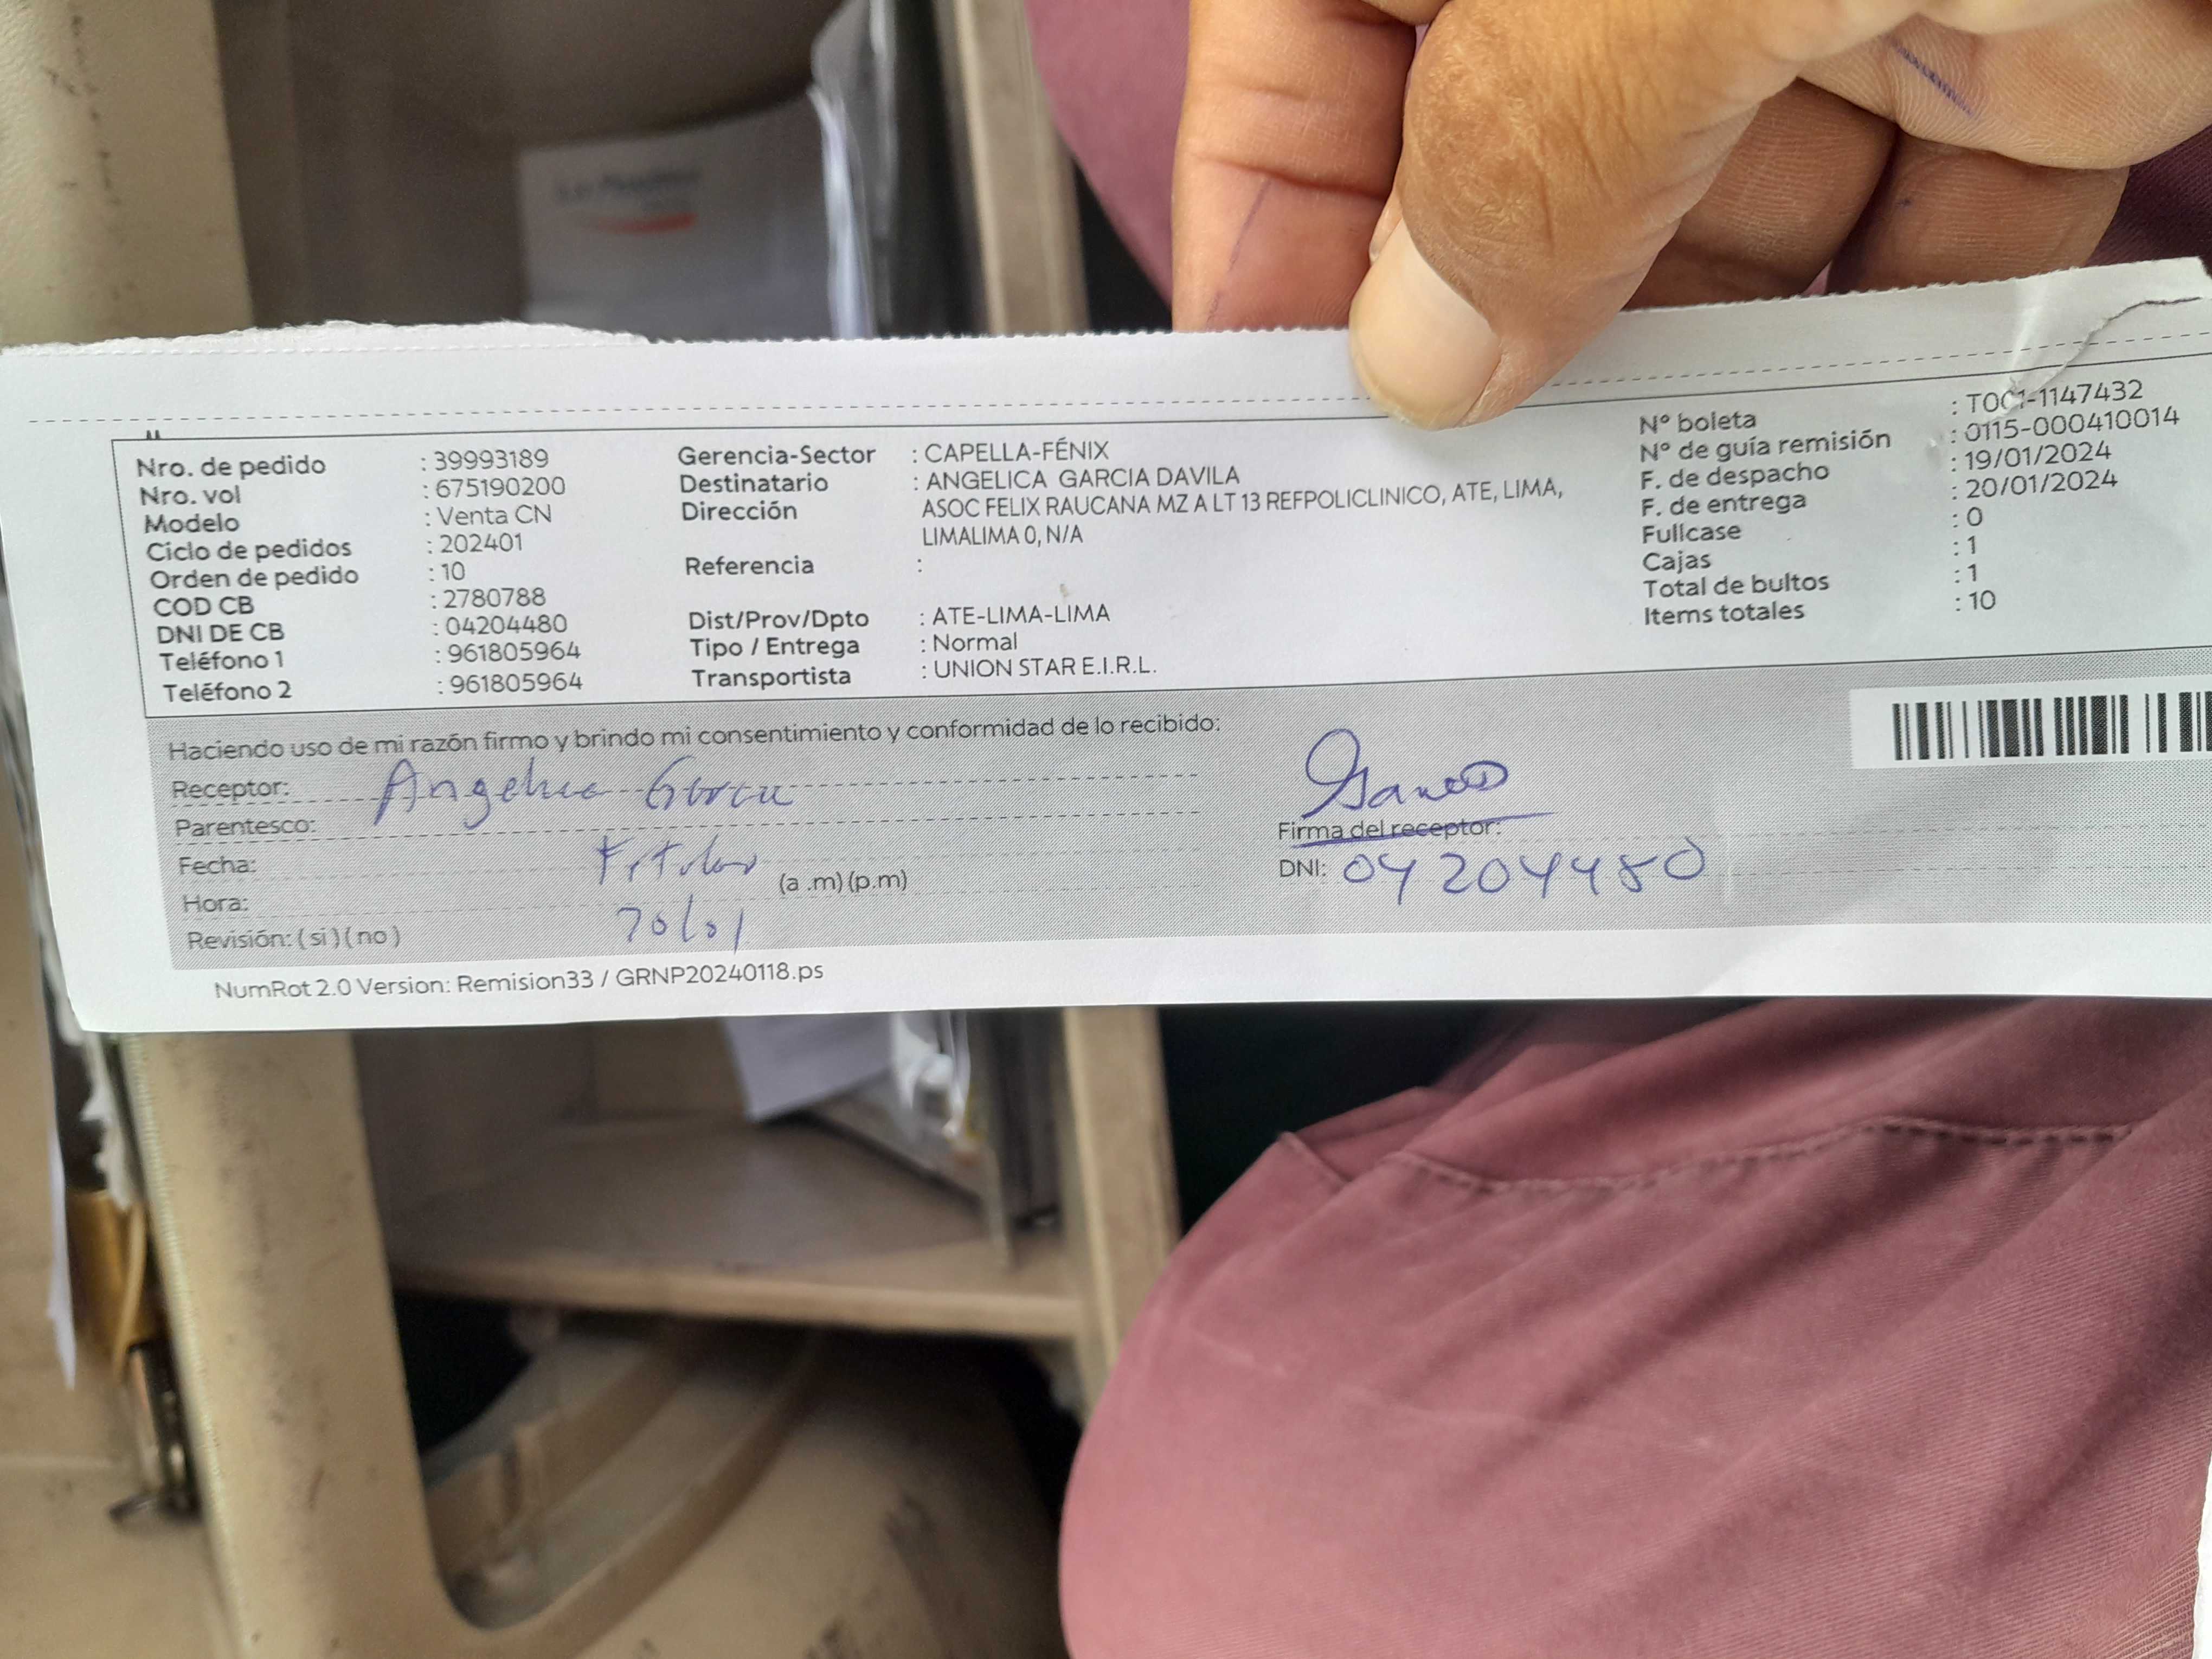 Nro. de pedido : 39993189
Nro. vol : 675190200
Modelo : Venta CN
Ciclo de pedidos : 202401
Orden de pedido : 10
COD CB : 2780788
DNI DE CB : 04204480
Teléfono 1 : 961805964
Teléfono 2 : 961805964
Gerencia-Sector : CAPELLA-FÉNIX
Destinatario : ANGELICA GARCIA DAVILA
Dirección ASOC FELIX RAUCANA MZ A LT 13 REFPOLICLINICO, ATE, LIMA,
LIMALIMA 0, N/A
Referencia :
Dist/Prov/Dpto : ATE-LIMA-LIMA
Tipo / Entrega : Normal
Transportista : UNION STAR E.I.R.L.
Nº boleta : T001-1147432
Nº de guía remisión : 0115-000410014
F. de despacho : 19/01/2024
F. de entrega : 20/01/2024
Fullcase : 0
Cajas : 1
Total de bultos : 1
Items totales : 10
Haciendo uso de mi razón firmo y brindo mi consentimiento y conformidad de lo recibido:
Receptor: Angelica Garcia
Parentesco:
Fecha:
(a .m) (p.m)
Hora:
Revisión: ( si ) ( no )
Firma del receptor:
DNI: 04204480
NumRot 2.0 Version: Remision33 / GRNP20240118.ps